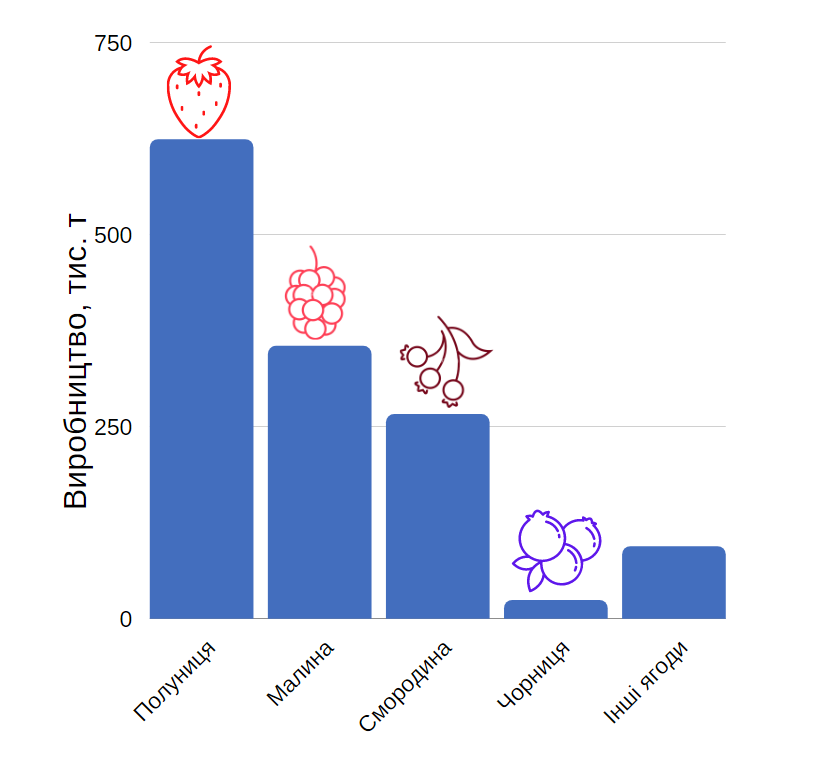 Виробництво, тис. т
750
500
250
0
Полуниця
Малина
Смородина
Чорниця
Інші ягоди